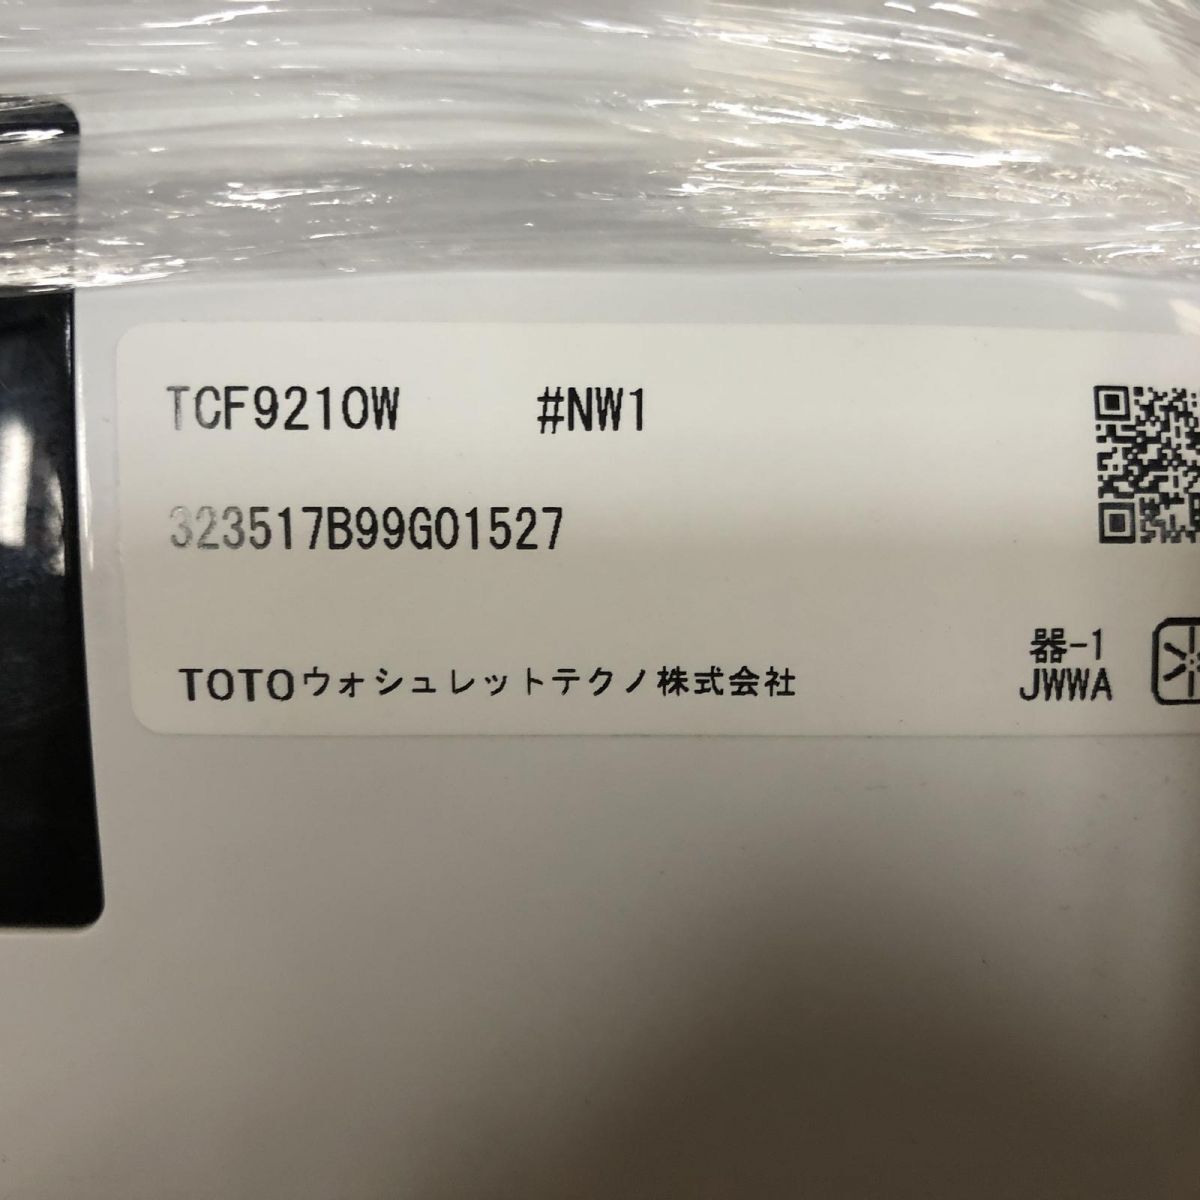 TCF9210W #NW1
323517B99G01527
TOTOウォシュレットテクノ株式会社
器-1
JWWA